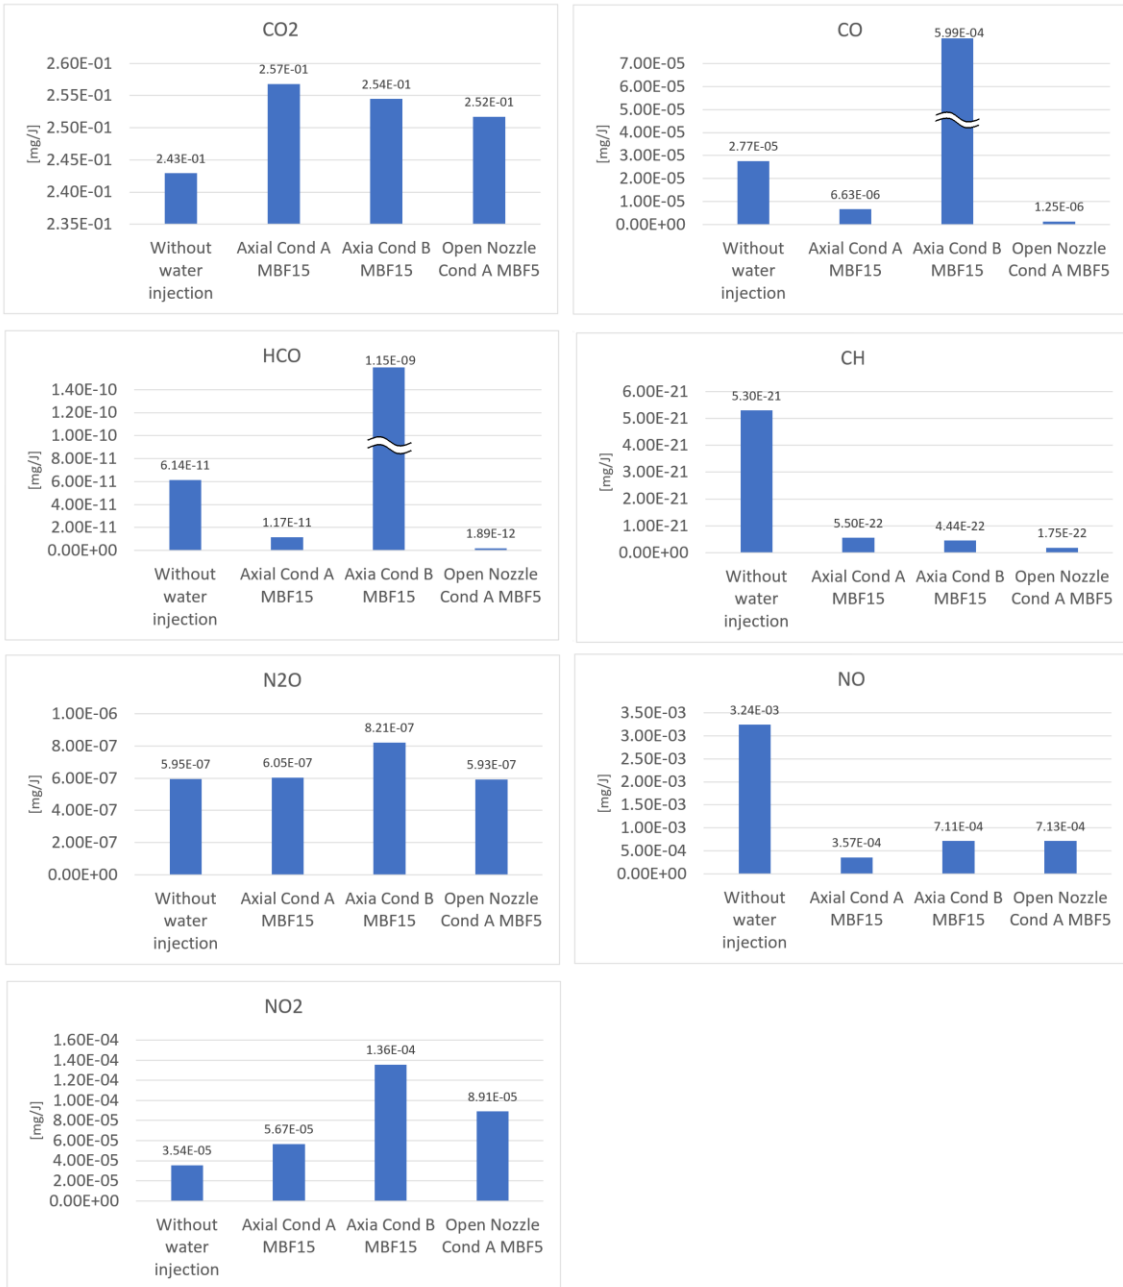 CO2
2.60E-01
2.55E-01
2.50E-01
2.45E-01
2.40E-01
2.35E-01
[mg/J]
2.43E-01
2.57E-01
2.54E-01
2.52E-01
Without
water
injection
Axial Cond A
MBF15
Axia Cond B
MBF15
Open Nozzle
Cond A MBF5
CO
7.00E-05
6.00E-05
5.00E-05
4.00E-05
3.00E-05
2.00E-05
1.00E-05
0.00E+00
[mg/J]
2.77E-05
6.63E-06
5.99E-04
1.25E-06
Without
water
injection
Axial Cond A
MBF15
Axia Cond B
MBF15
Open Nozzle
Cond A MBF5
HCO
1.40E-10
1.20E-10
1.00E-10
8.00E-11
6.00E-11
4.00E-11
2.00E-11
0.00E+00
[mg/J]
6.14E-11
1.17E-11
1.15E-09
1.89E-12
Without
water
injection
Axial Cond A
MBF15
Axia Cond B
MBF15
Open Nozzle
Cond A MBF5
CH
6.00E-21
5.00E-21
4.00E-21
3.00E-21
2.00E-21
1.00E-21
0.00E+00
[mg/J]
5.30E-21
5.50E-22
4.44E-22
1.75E-22
Without
water
injection
Axial Cond A
MBF15
Axia Cond B
MBF15
Open Nozzle
Cond A MBF5
N2O
1.00E-06
8.00E-07
6.00E-07
4.00E-07
2.00E-07
0.00E+00
[mg/J]
5.95E-07
6.05E-07
8.21E-07
5.93E-07
Without
water
injection
Axial Cond A
MBF15
Axia Cond B
MBF15
Open Nozzle
Cond A MBF5
NO
3.50E-03
3.00E-03
2.50E-03
2.00E-03
1.50E-03
1.00E-03
5.00E-04
0.00E+00
[mg/J]
3.24E-03
3.57E-04
7.11E-04
7.13E-04
Without
water
injection
Axial Cond A
MBF15
Axia Cond B
MBF15
Open Nozzle
Cond A MBF5
NO2
1.60E-04
1.40E-04
1.20E-04
1.00E-04
8.00E-05
6.00E-05
4.00E-05
2.00E-05
0.00E+00
[mg/J]
3.54E-05
5.67E-05
1.36E-04
8.91E-05
Without
water
injection
Axial Cond A
MBF15
Axia Cond B
MBF15
Open Nozzle
Cond A MBF5